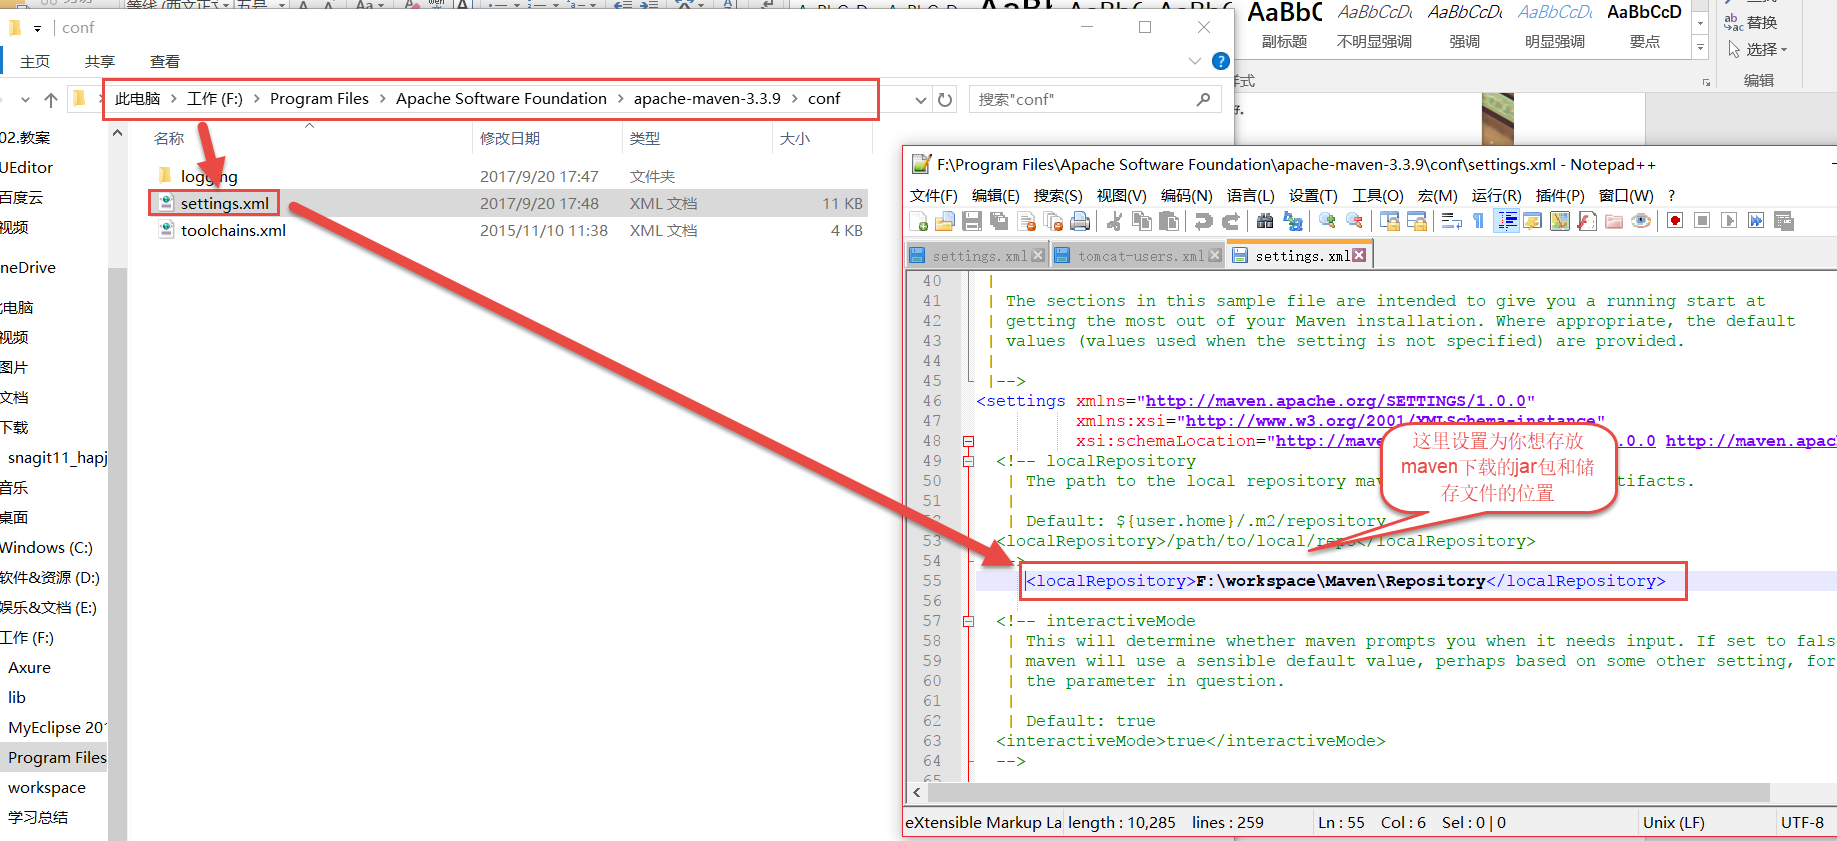 conf
主页 共享 查看
此电脑 > 工作 (F:) > Program Files > Apache Software Foundation > apache-maven-3.3.9 > conf
搜索"conf"
名称 修改日期 类型 大小
logging 2017/9/20 17:47 文件夹
settings.xml 2017/9/20 17:48 XML 文档 11 KB
toolchains.xml 2015/11/10 11:38 XML 文档 4 KB
02.教案
UEditor
百度云
视频
neDrive
电脑
视频
图片
文档
下载
snagit11_hapj
音乐
桌面
Windows (C:)
软件&资源 (D:)
娱乐&文档 (E:)
工作 (F:)
Axure
lib
MyEclipse 201
Program Files
workspace
学习总结
AaBbC AaBbCcDc AaBbCcDc AaBbCcDc AaBbCcD
副标题 不明显强调 强调 明显强调 要点
替换
选择
样式
编辑
F:\Program Files\Apache Software Foundation\apache-maven-3.3.9\conf\settings.xml - Notepad++
文件(F) 编辑(E) 搜索(S) 视图(V) 编码(N) 语言(L) 设置(T) 工具(O) 宏(M) 运行(R) 插件(P) 窗口(W) ?
settings.xml tomcat-users.xml settings.xml
40 |
41 | The sections in this sample file are intended to give you a running start at
42 | getting the most out of your Maven installation. Where appropriate, the default
43 | values (values used when the setting is not specified) are provided.
44 |
45 |-->
46 <settings xmlns="http://maven.apache.org/SETTINGS/1.0.0"
47 xmlns:xsi="http://www.w3.org/2001/XMLSchema-instance"
48 xsi:schemaLocation="http://mav .0.0 http://maven.apac
49 <!-- localRepository
50 | The path to the local repository mav tifacts.
51 |
52 | Default: ${user.home}/.m2/repository
53 <localRepository>/path/to/local/repo</localRepository>
54 >
55 <localRepository>F:\workspace\Maven\Repository</localRepository>
56
57 <!-- interactiveMode
58 | This will determine whether maven prompts you when it needs input. If set to fals
59 | maven will use a sensible default value, perhaps based on some other setting, for
60 | the parameter in question.
61 |
62 | Default: true
63 <interactiveMode>true</interactiveMode>
64 -->
65
这里设置为你想存放
maven下载的jar包和储
存文件的位置
eXtensible Markup La length : 10,285 lines : 259 Ln : 55 Col : 6 Sel : 0 | 0 Unix (LF) UTF-8